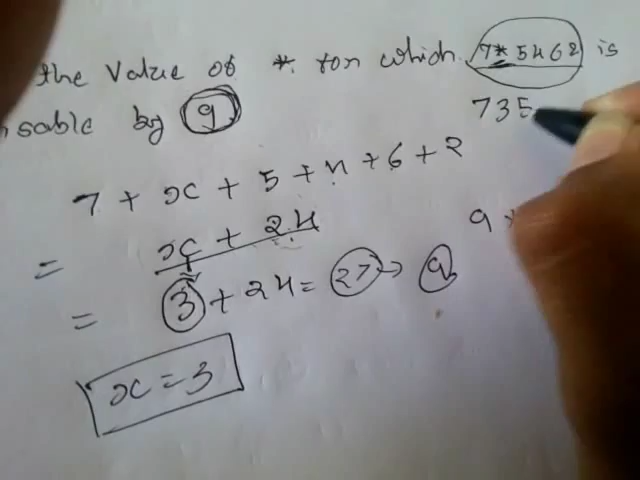 the value of * for which 7*5462 is
isable by 9
735
7 + x + 5 + 4 + 6 + 2
9
= x + 24
= 3 + 24 = 27 → 9
x = 3